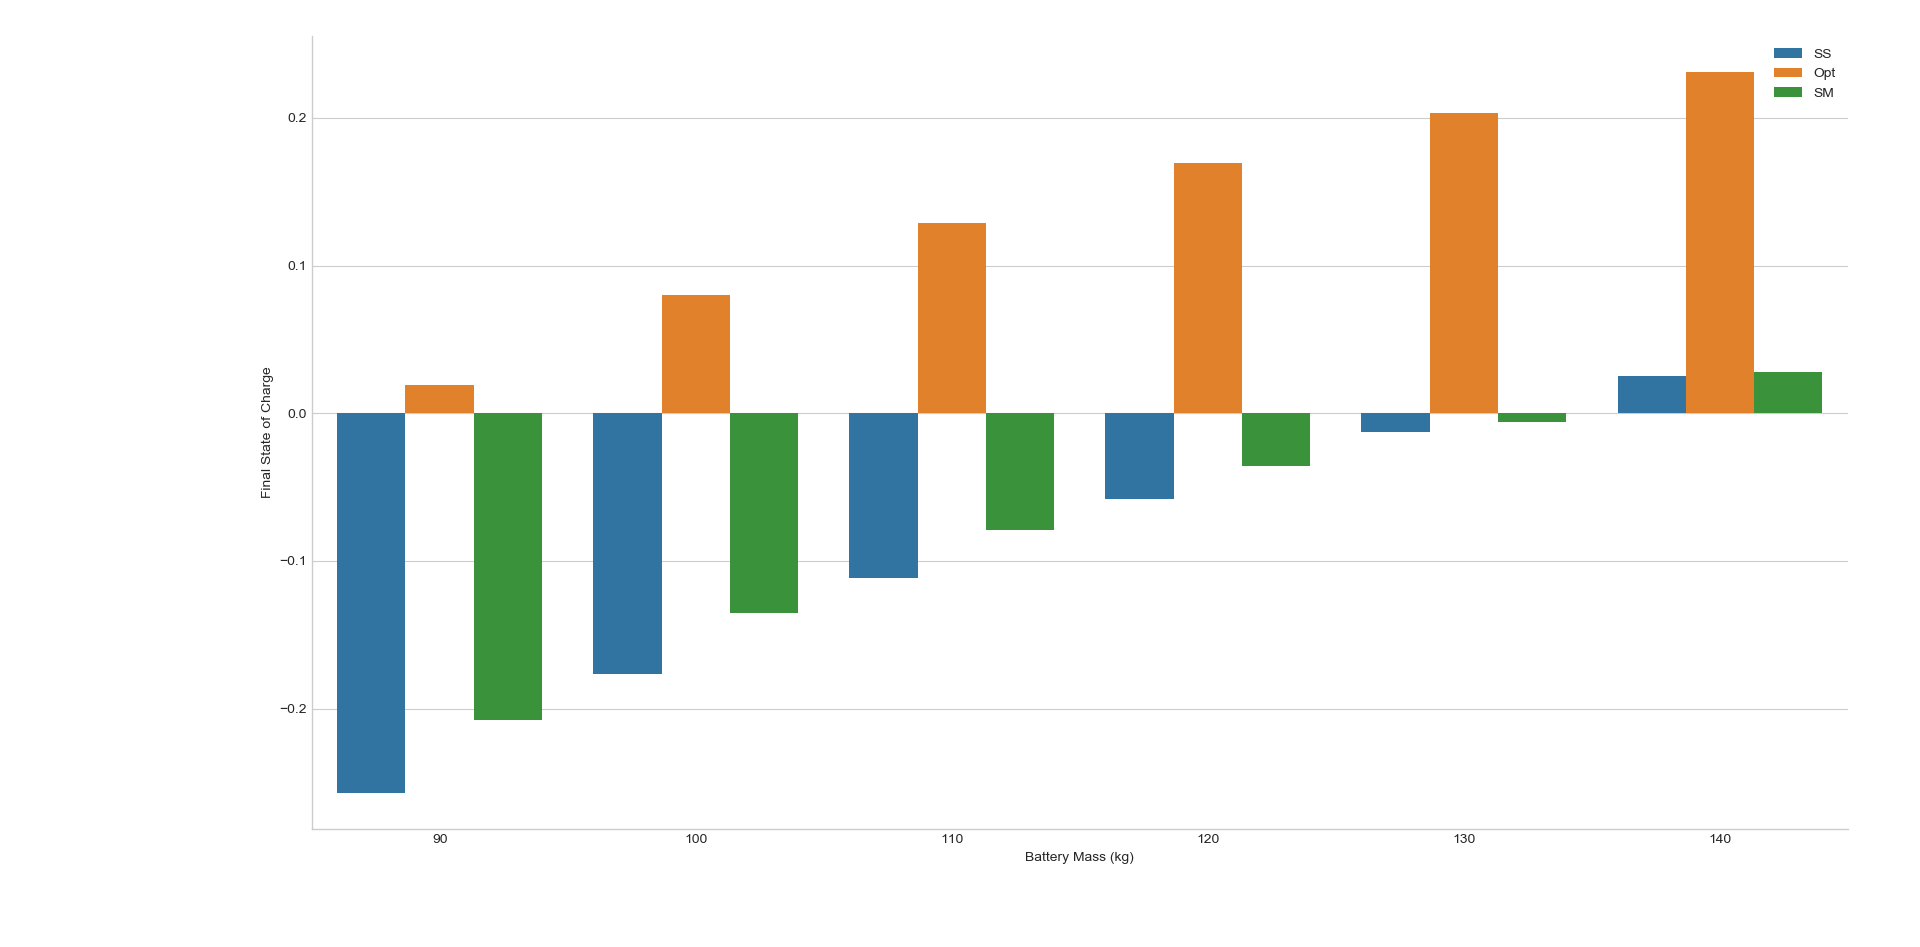 SS
Opt
SM
0.2
0.1
0.0
−0.1
−0.2
Final State of Charge
90 100 110 120 130 140
Battery Mass (kg)